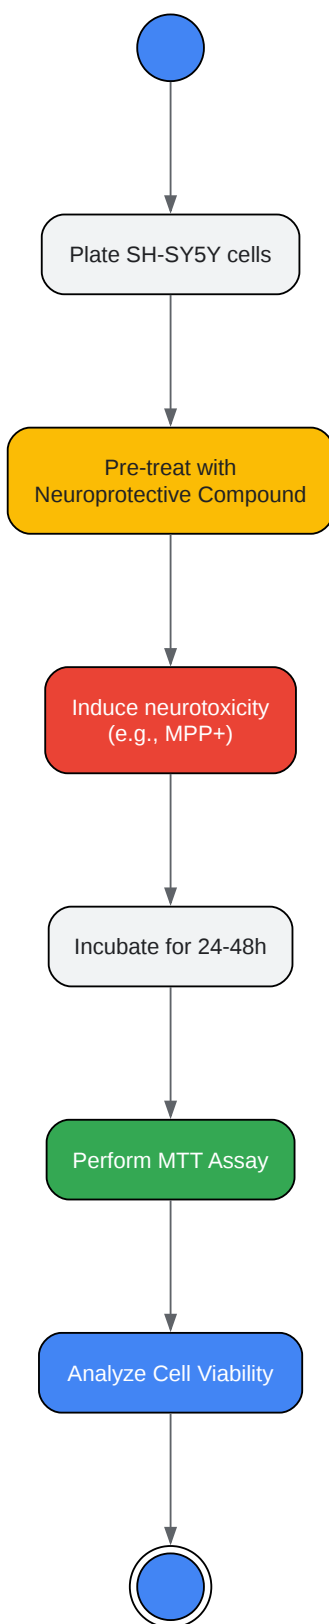 Plate SH-SY5Y cells
Pre-treat with
Neuroprotective Compound
Induce neurotoxicity
(e.g., MPP+)
Incubate for 24-48h
Perform MTT Assay
Analyze Cell Viability